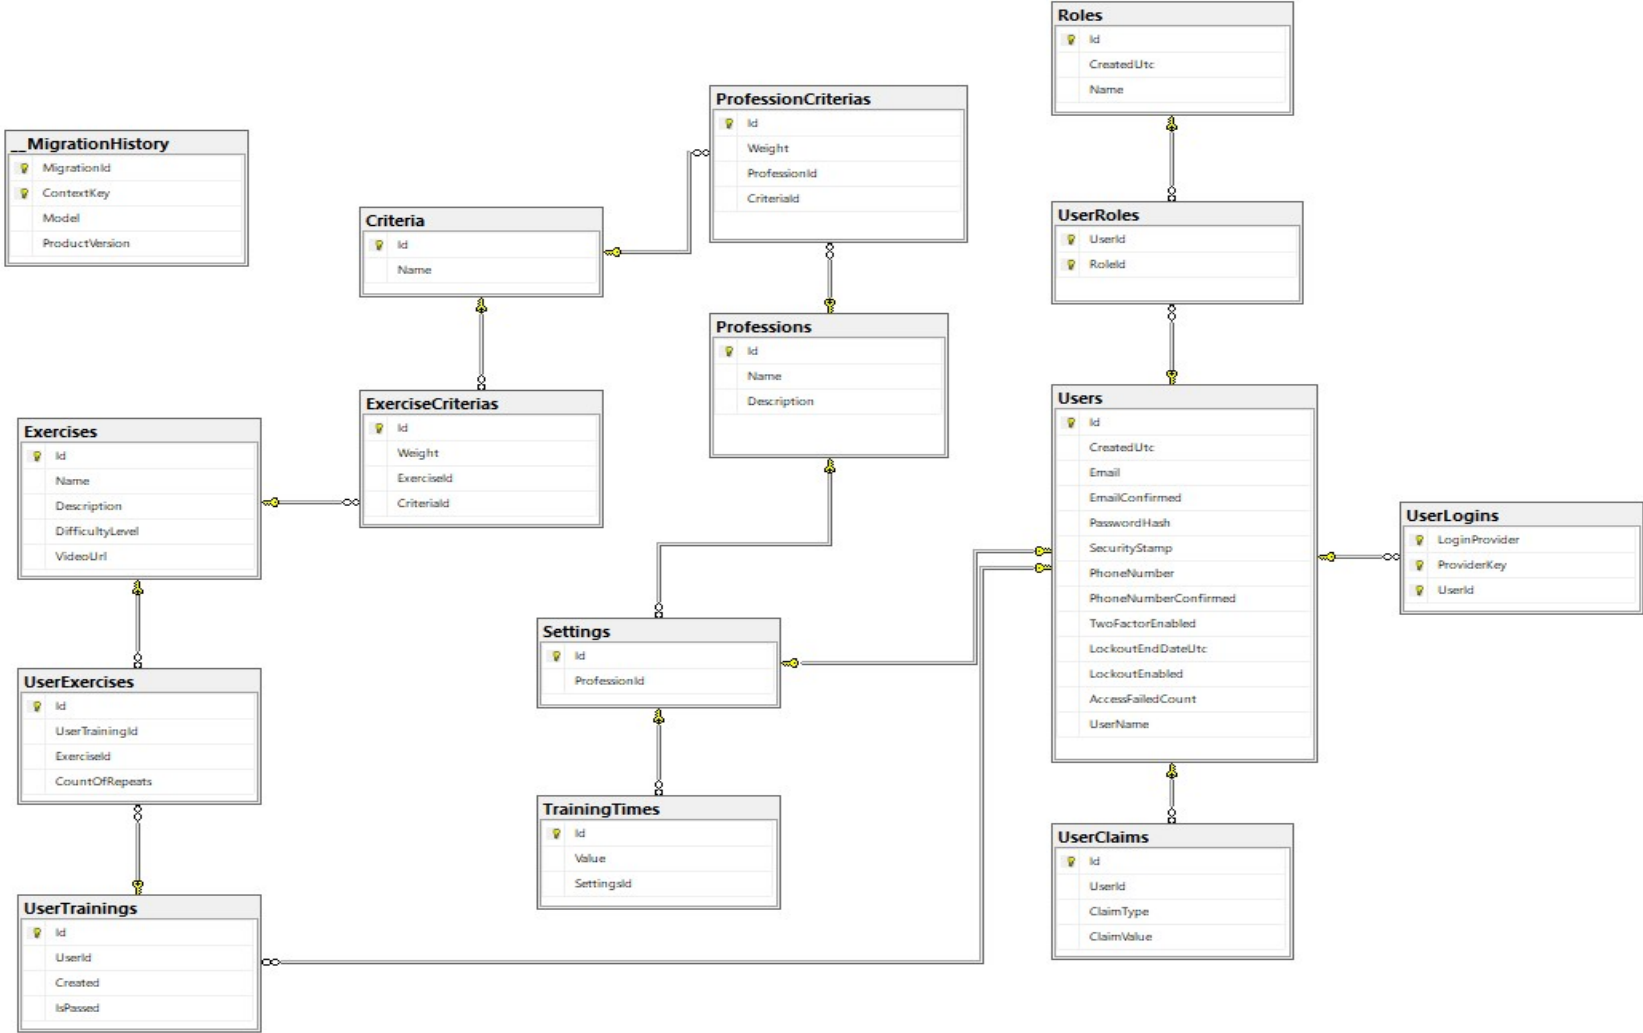 __MigrationHistory
MigrationId
ContextKey
Model
ProductVersion
Criteria
Id
Name
ProfessionCriterias
Id
Weight
ProfessionId
CriteriaId
Roles
Id
CreatedUtc
Name
UserRoles
UserId
RoleId
Professions
Id
Name
Description
Exercises
Id
Name
Description
DifficultyLevel
VideoUrl
ExerciseCriterias
Id
Weight
ExerciseId
CriteriaId
Users
Id
CreatedUtc
Email
EmailConfirmed
PasswordHash
SecurityStamp
PhoneNumber
PhoneNumberConfirmed
TwoFactorEnabled
LockoutEndDateUtc
LockoutEnabled
AccessFailedCount
UserName
UserLogins
LoginProvider
ProviderKey
UserId
UserExercises
Id
UserTrainingId
ExerciseId
CountOfRepeats
Settings
Id
ProfessionId
TrainingTimes
Id
Value
SettingsId
UserClaims
Id
UserId
ClaimType
ClaimValue
UserTrainings
Id
UserId
Created
IsPassed